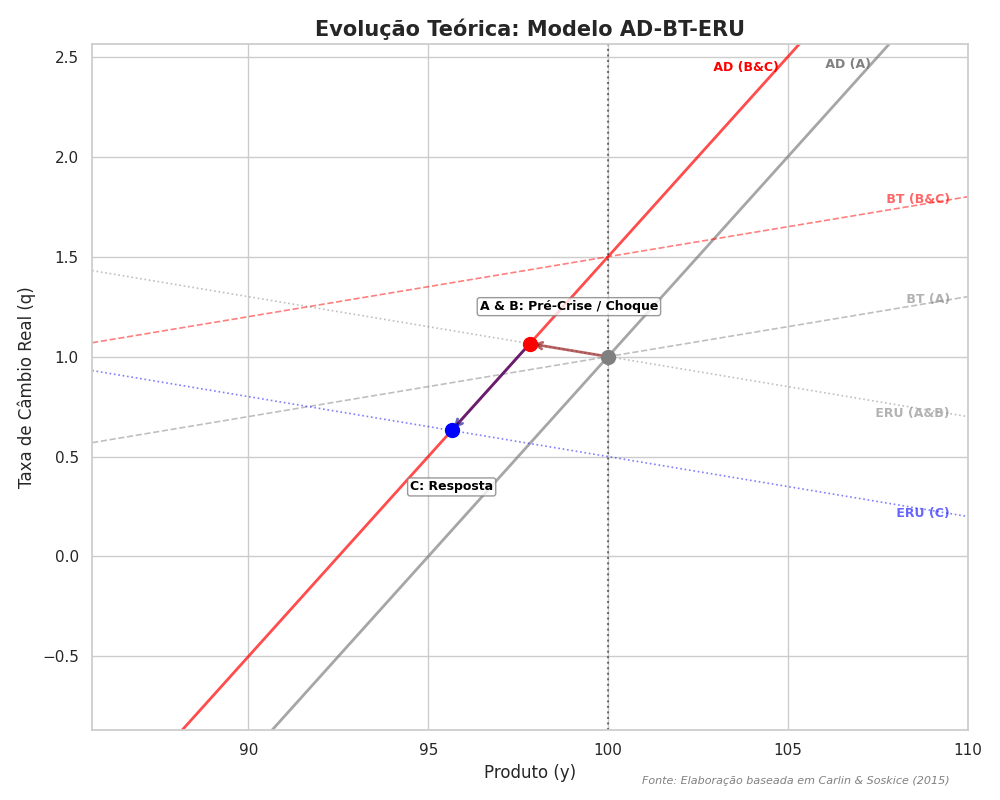 Evolução Teórica: Modelo AD-BT-ERU
2.5
2.0
1.5
1.0
0.5
0.0
−0.5
Taxa de Câmbio Real (q)
AD (B&C)
AD (A)
BT (B&C)
BT (A)
A & B: Pré-Crise / Choque
ERU (A&B)
C: Resposta
ERU (C)
90
95
100
105
110
Produto (y)
Fonte: Elaboração baseada em Carlin & Soskice (2015)